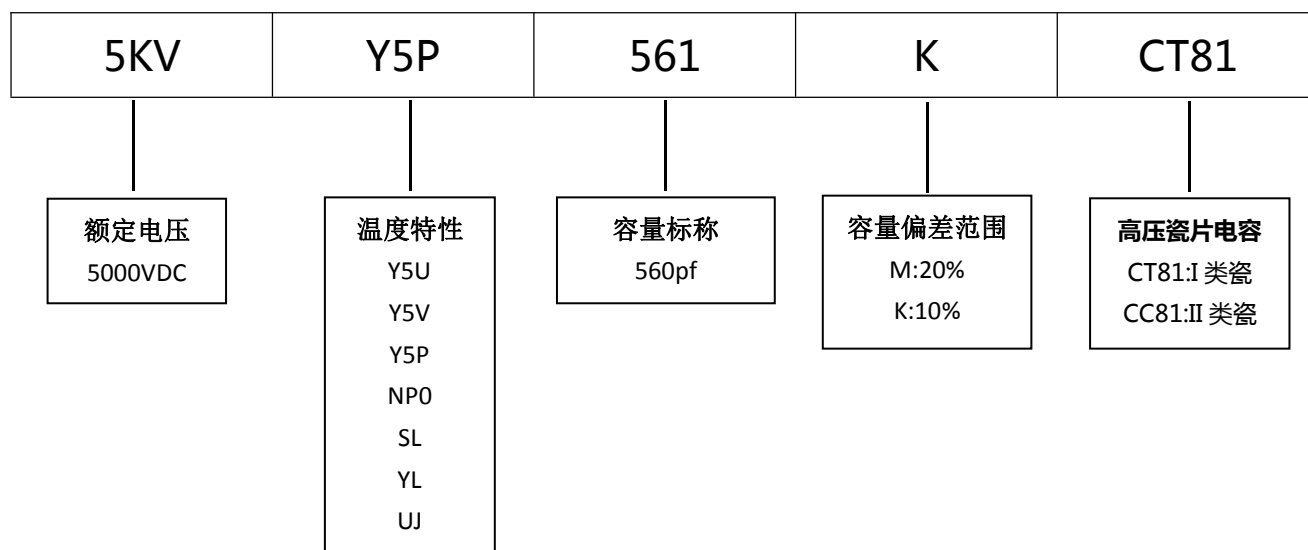 5KV Y5P 561 K CT81
额定电压
5000VDC
温度特性
Y5U
Y5V
Y5P
NP0
SL
YL
UJ
容量标称
560pf
容量偏差范围
M:20%
K:10%
高压瓷片电容
CT81:I 类瓷
CC81:II 类瓷